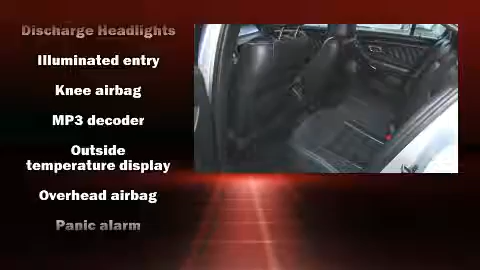 Discharge Headlights
Illuminated entry
Knee airbag
MP3 decoder
Outside
temperature display
Overhead airbag
Panic alarm